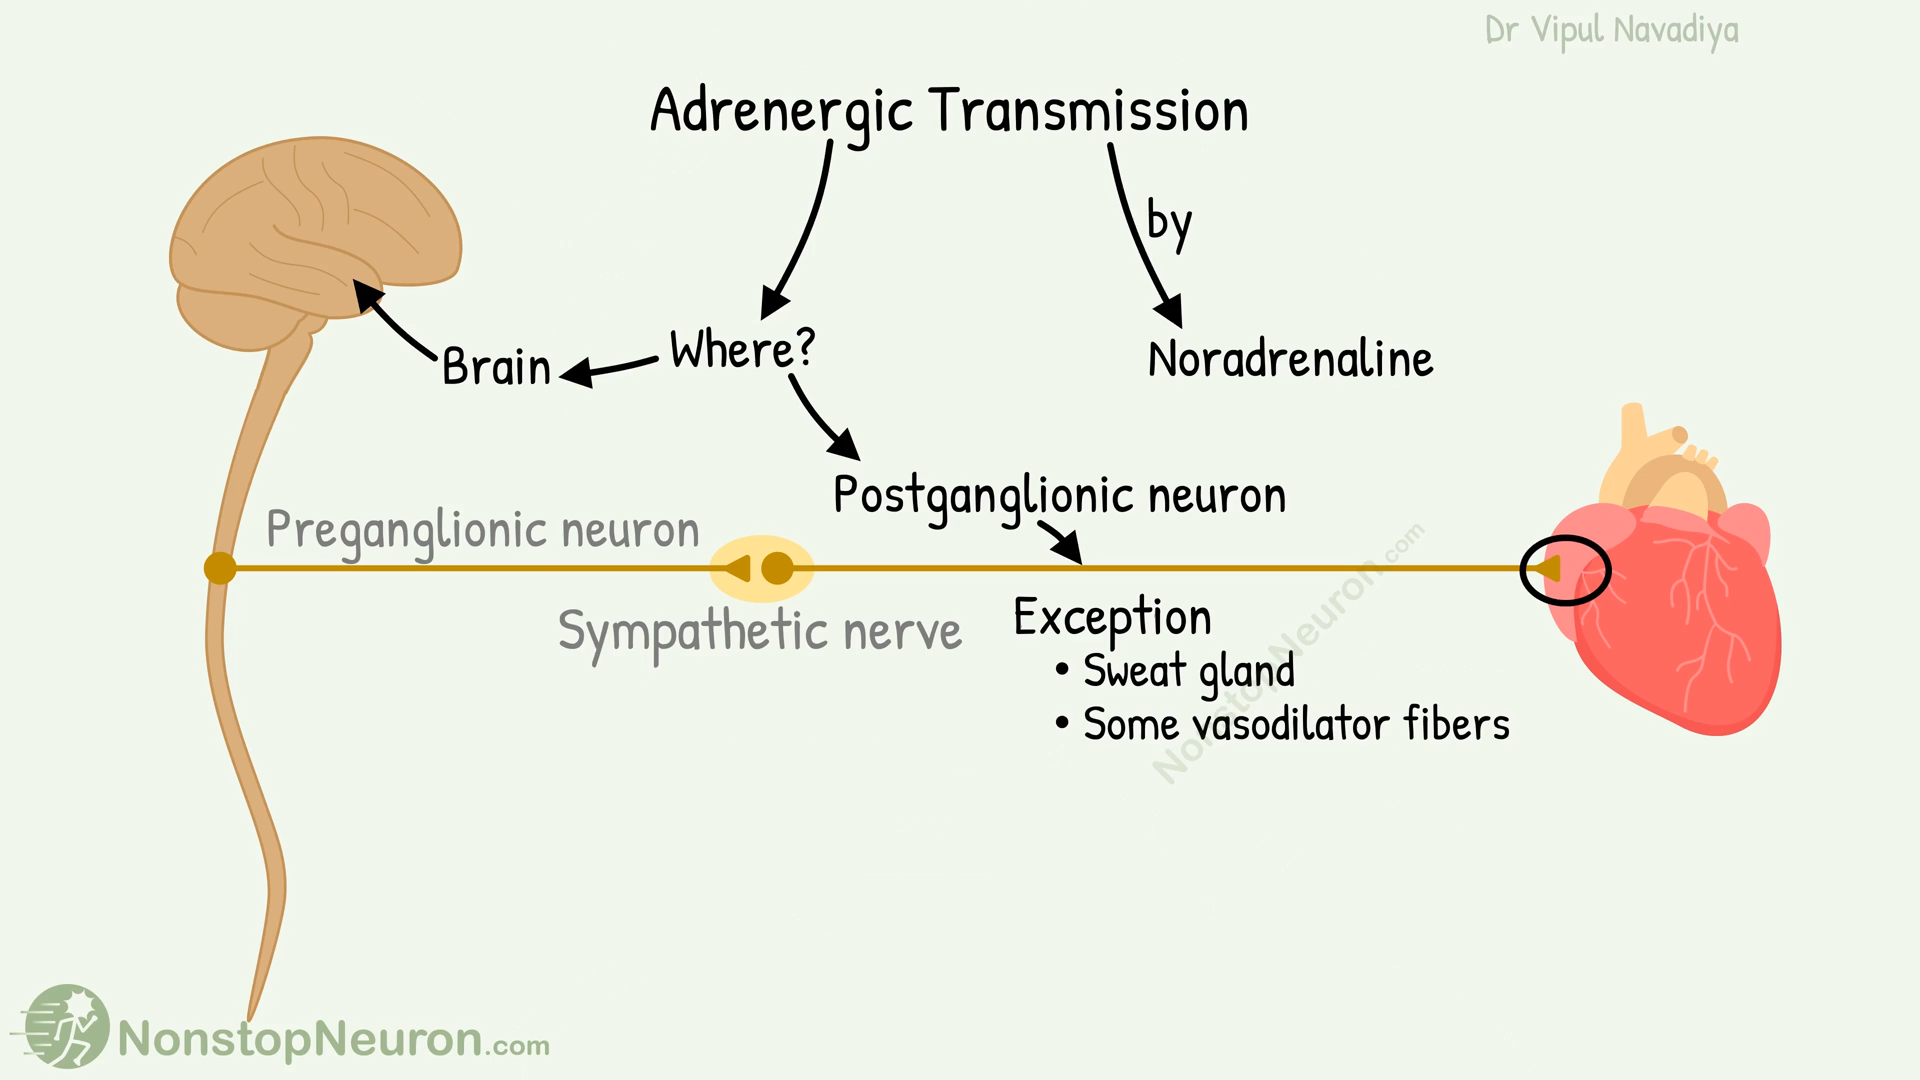 Dr Vipul Navadiya
Adrenergic Transmission
by
Where?
Brain
Noradrenaline
Postganglionic neuron
Preganglionic neuron
Sympathetic nerve
Exception
• Sweat gland
• Some vasodilator fibers
NonstopNeuron.com
NonstopNeuron.com